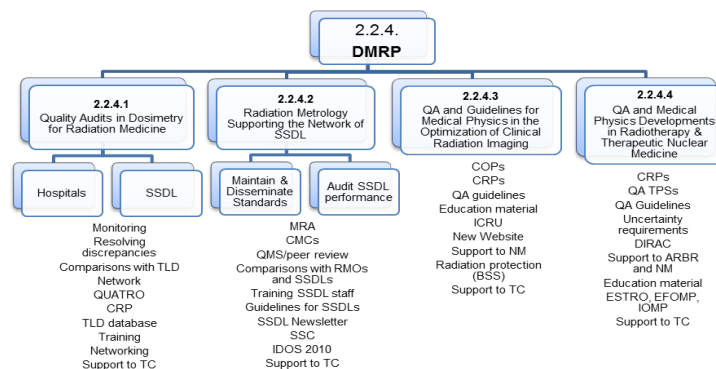 2.2.4.
DMRP
2.2.4.1
Quality Audits in Dosimetry
for Radiation Medicine
Hospitals
SSDL
Monitoring
Resolving
discrepancies
Comparisons with TLD
Network
QUATRO
CRP
TLD database
Training
Networking
Support to TC
2.2.4.2
Radiation Metrology
Supporting the Network of
SSDL
Maintain &
Disseminate
Standards
Audit SSDL
performance
MRA
CMCs
QMS/peer review
Comparisons with RMOs
and SSDLs
Training SSDL staff
Guidelines for SSDLs
SSDL Newsletter
SSC
IDOS 2010
Support to TC
2.2.4.3
QA and Guidelines for
Medical Physics in the
Optimization of Clinical
Radiation Imaging
COPs
CRPs
QA guidelines
Education material
ICRU
New Website
Support to NM
Radiation protection
(BSS)
Support to TC
2.2.4.4
QA and Medical
Physics Developments
in Radiotherapy &
Therapeutic Nuclear
Medicine
CRPs
QA TPSs
QA Guidelines
Uncertainty
requirements
DIRAC
Support to ARBR
and NM
Education material
ESTRO, EFOMP,
IOMP
Support to TC